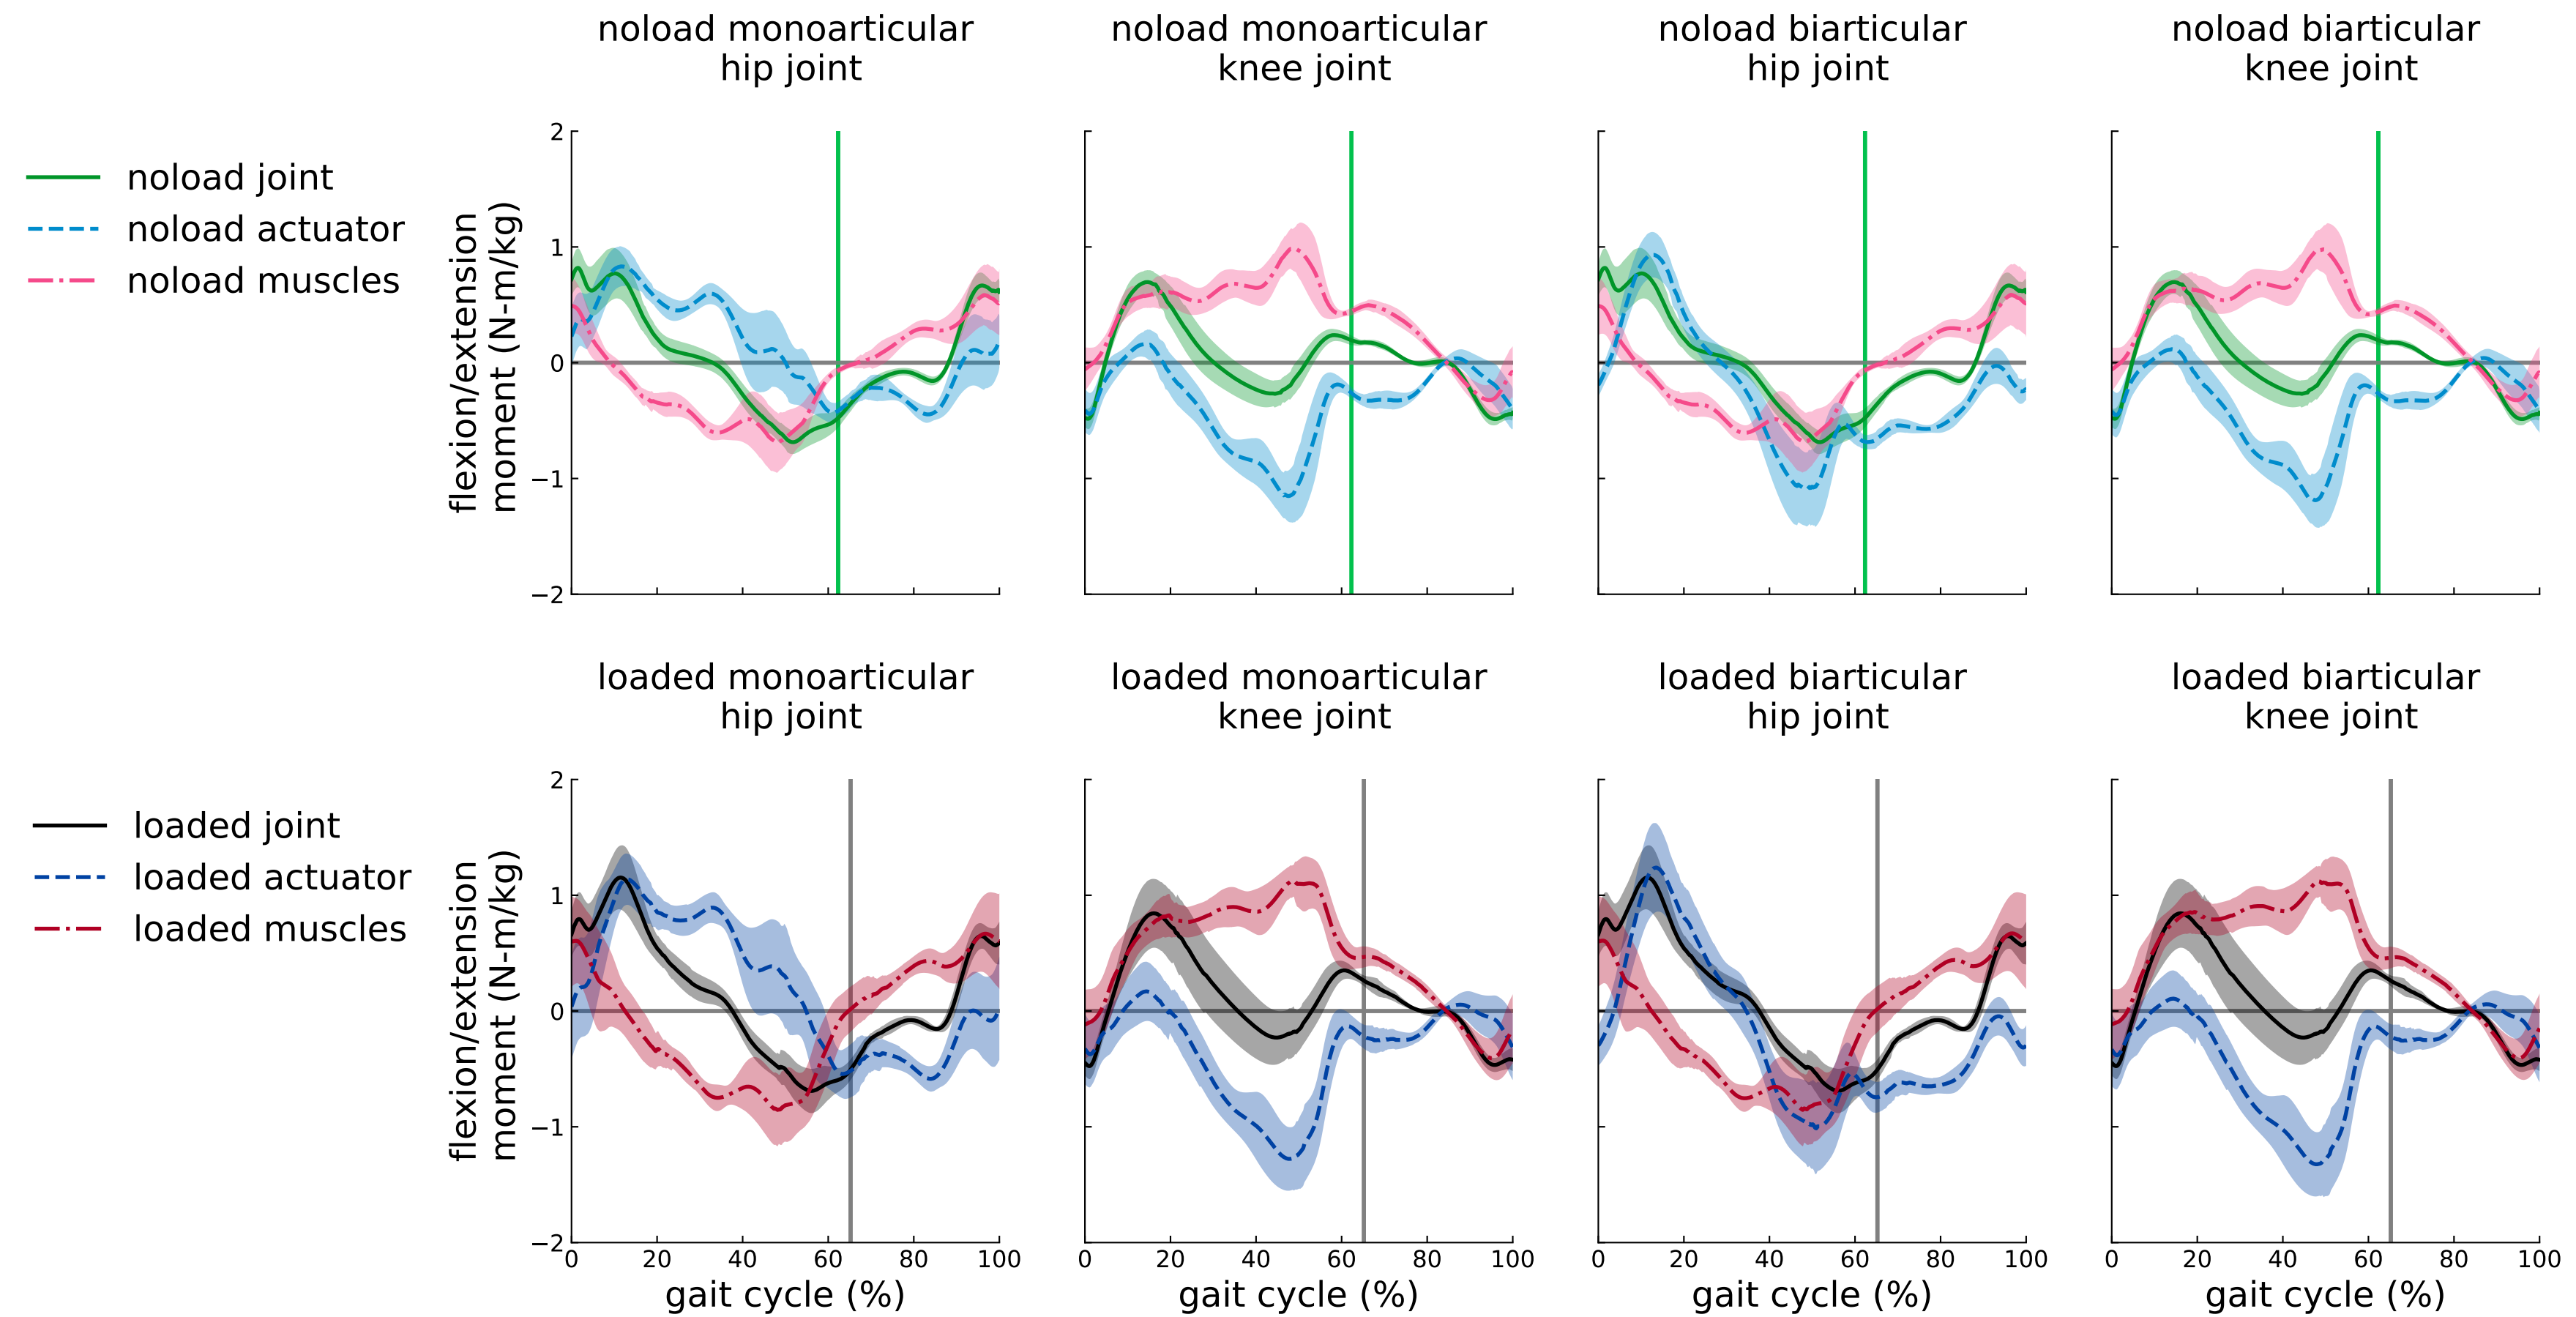 noload monoarticular
hip joint
noload monoarticular
knee joint
noload biarticular
hip joint
noload biarticular
knee joint
noload joint
noload actuator
noload muscles
flexion/extension
moment (N-m/kg)
2
1
0
−1
−2
loaded monoarticular
hip joint
loaded monoarticular
knee joint
loaded biarticular
hip joint
loaded biarticular
knee joint
loaded joint
loaded actuator
loaded muscles
flexion/extension
moment (N-m/kg)
2
1
0
−1
−2
0 20 40 60 80 100
0 20 40 60 80 100
0 20 40 60 80 100
0 20 40 60 80 100
gait cycle (%)
gait cycle (%)
gait cycle (%)
gait cycle (%)